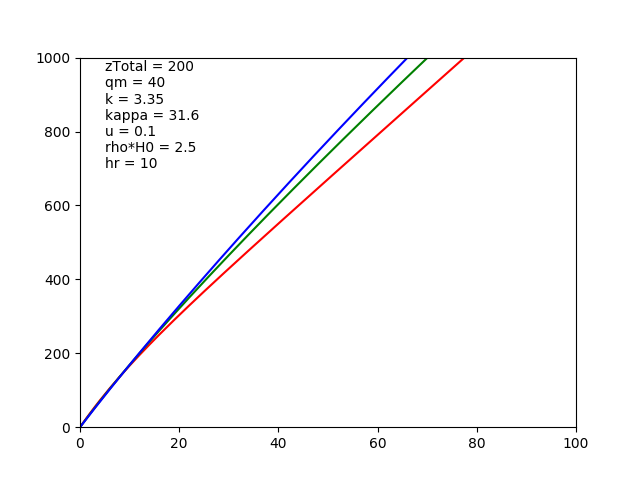 1000
800
600
400
200
0
zTotal = 200
qm = 40
k = 3.35
kappa = 31.6
u = 0.1
rho*H0 = 2.5
hr = 10
0 20 40 60 80 100